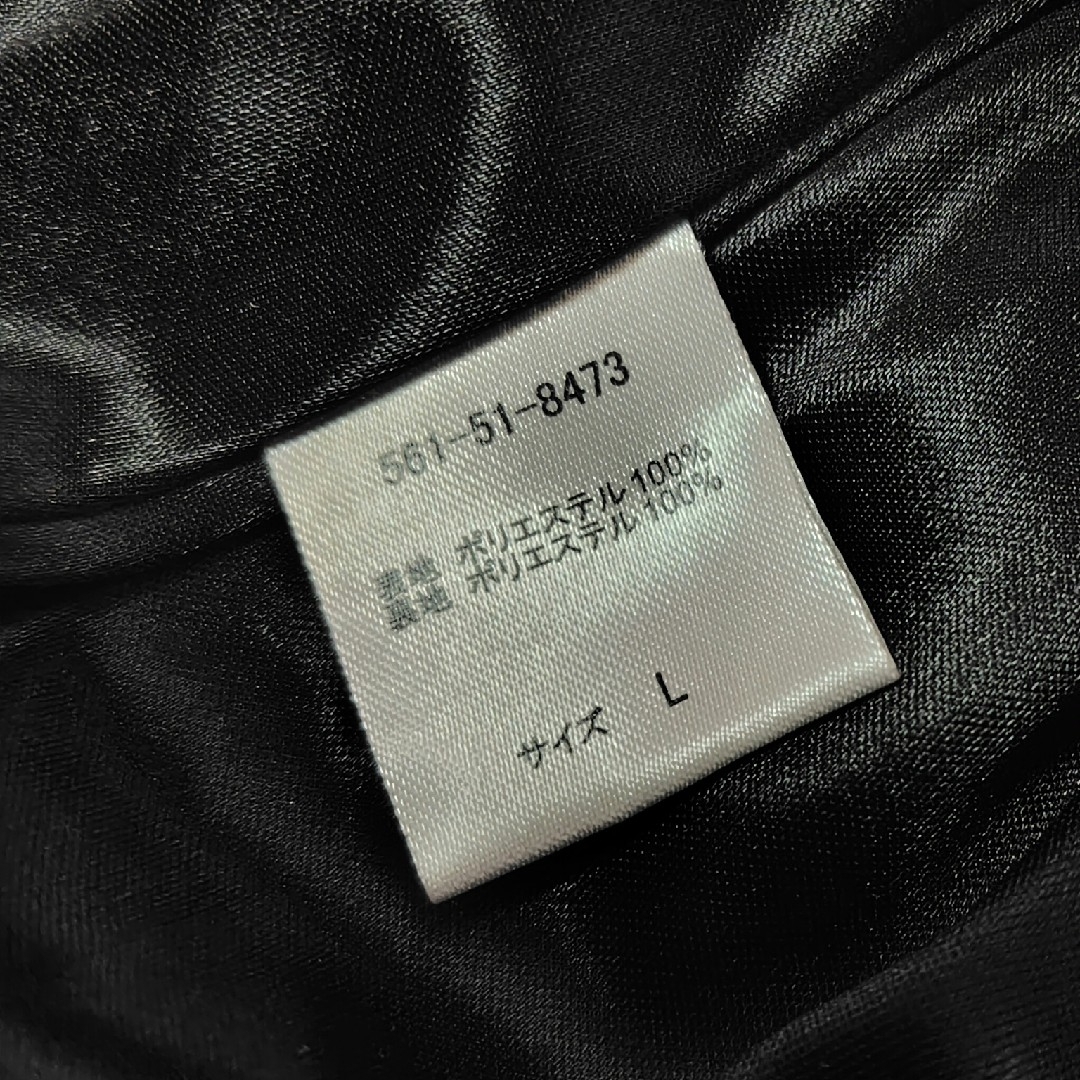 561-51-8473
表地 ポリエステル100%
裏地 ポリエステル100%
サイズ L